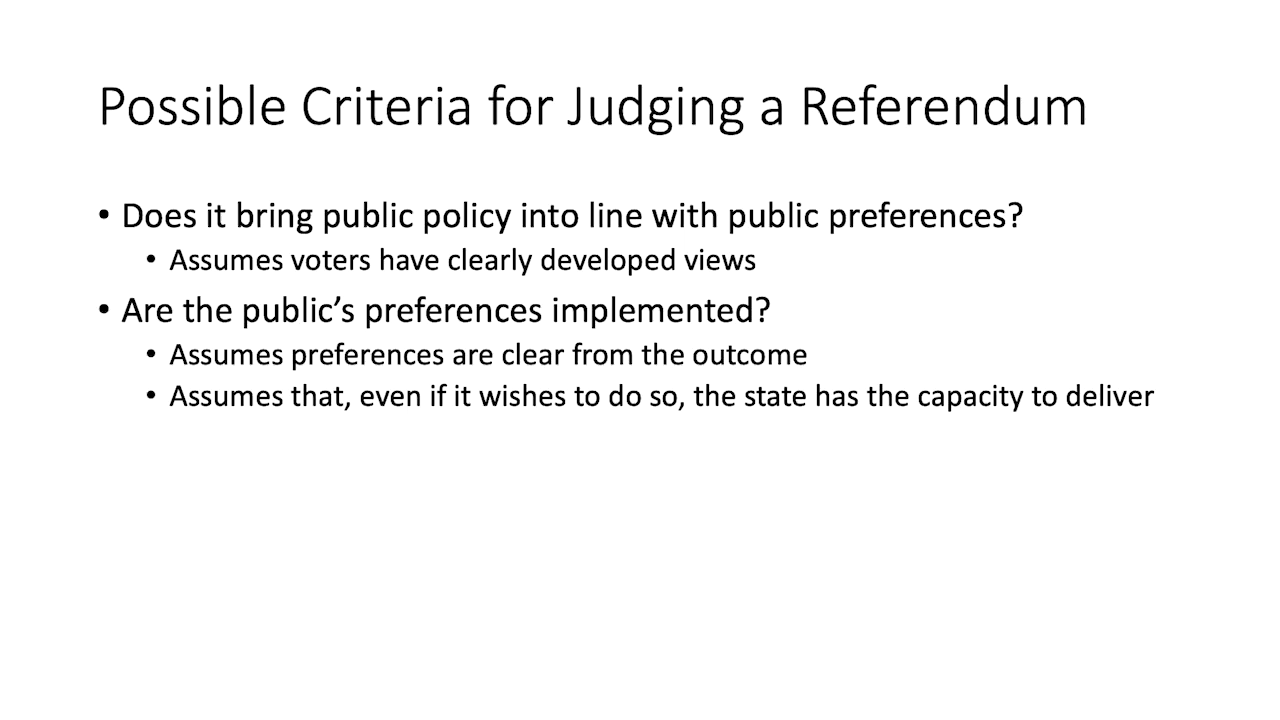 Possible Criteria for Judging a Referendum
• Does it bring public policy into line with public preferences?
• Assumes voters have clearly developed views
• Are the public’s preferences implemented?
• Assumes preferences are clear from the outcome
• Assumes that, even if it wishes to do so, the state has the capacity to deliver